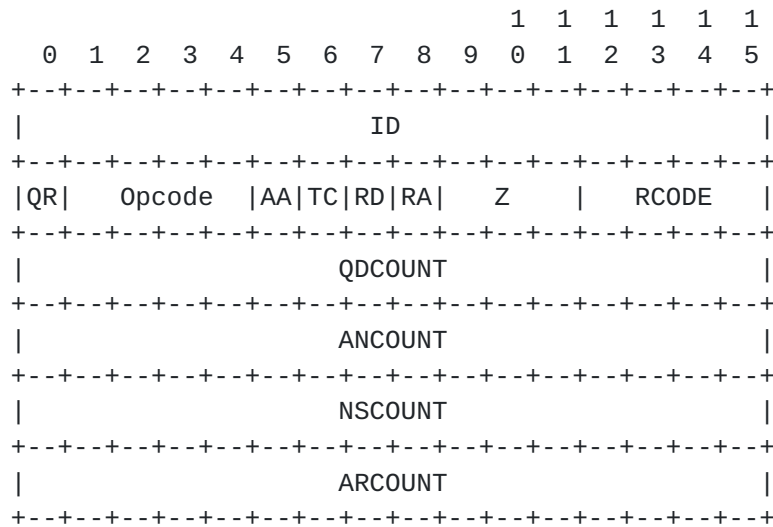 1  1  1  1  1  1
  0  1  2  3  4  5  6  7  8  9  0  1  2  3  4  5
+--+--+--+--+--+--+--+--+--+--+--+--+--+--+--+--+
|                      ID                       |
+--+--+--+--+--+--+--+--+--+--+--+--+--+--+--+--+
|QR|   Opcode  |AA|TC|RD|RA|   Z    |   RCODE   |
+--+--+--+--+--+--+--+--+--+--+--+--+--+--+--+--+
|                    QDCOUNT                    |
+--+--+--+--+--+--+--+--+--+--+--+--+--+--+--+--+
|                    ANCOUNT                    |
+--+--+--+--+--+--+--+--+--+--+--+--+--+--+--+--+
|                    NSCOUNT                    |
+--+--+--+--+--+--+--+--+--+--+--+--+--+--+--+--+
|                    ARCOUNT                    |
+--+--+--+--+--+--+--+--+--+--+--+--+--+--+--+--+